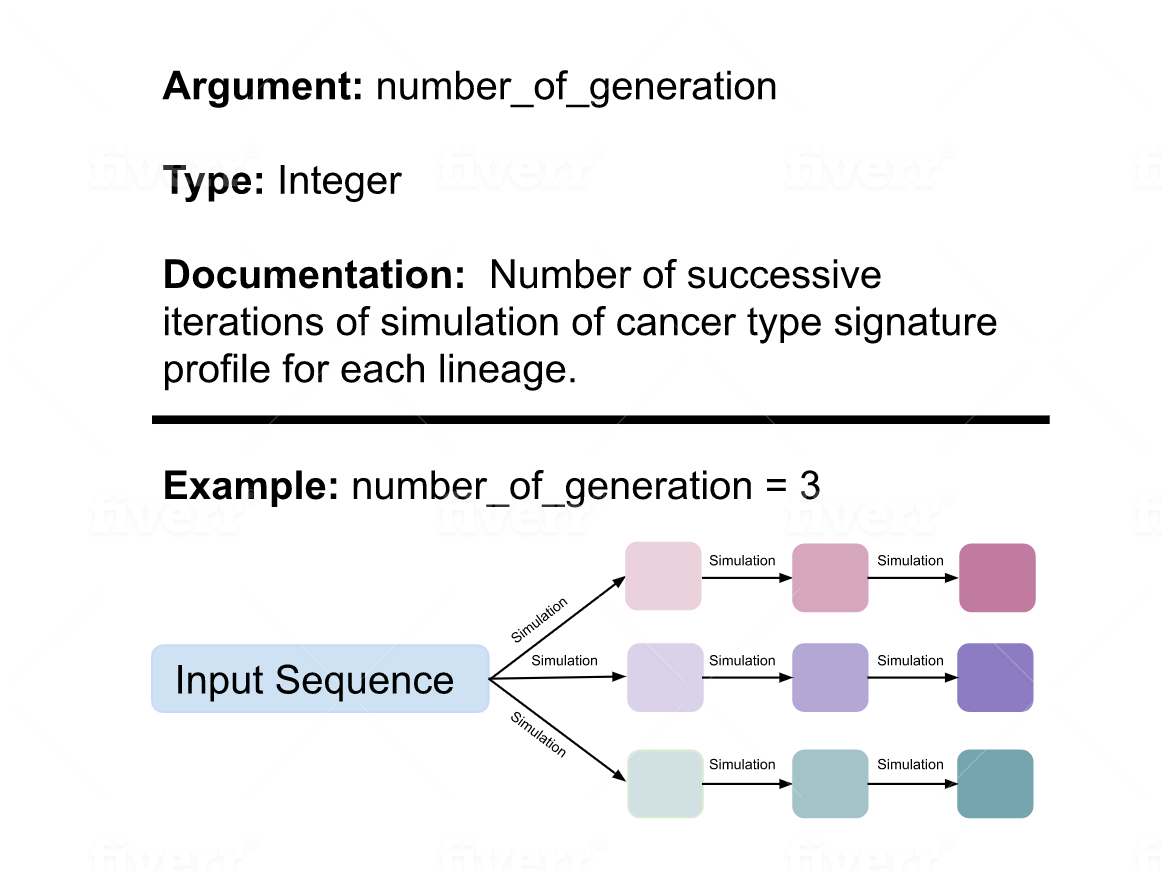 Argument: number_of_generation
fiverr fiverr fiverr
Type: Integer
Documentation: Number of successive
iterations of simulation of cancer type signature
profile for each lineage.
Example: number_of_generation = 3
fiverr fiverr fiverr
Simulation Simulation
Simulation
Input Sequence
Simulation Simulation Simulation
Simulation
Simulation Simulation
fiverr fiverr fiverr